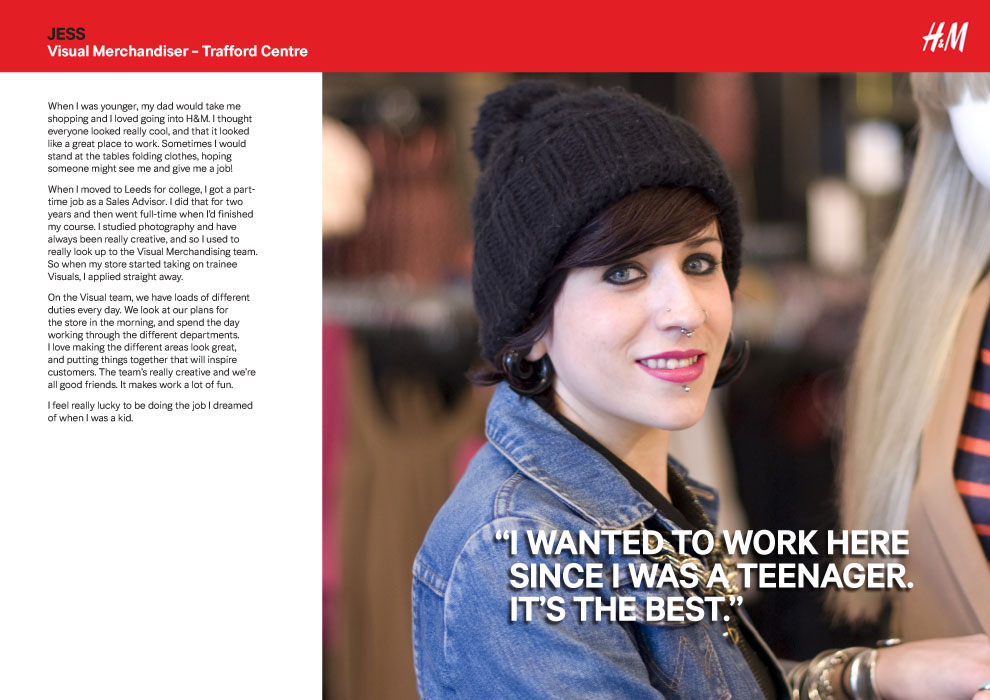 JESS
Visual Merchandiser – Trafford Centre
H&M
When I was younger, my dad would take me
shopping and I loved going into H&M. I thought
everyone looked really cool, and that it looked
like a great place to work. Sometimes I would
stand at the tables folding clothes, hoping
someone might see me and give me a job!
When I moved to Leeds for college, I got a part-
time job as a Sales Advisor. I did that for two
years and then went full-time when I'd finished
my course. I studied photography and have
always been really creative, and so I used to
really look up to the Visual Merchandising team.
So when my store started taking on trainee
Visuals, I applied straight away.
On the Visual team, we have loads of different
duties every day. We look at our plans for
the store in the morning, and spend the day
working through the different departments.
I love making the different areas look great,
and putting things together that will inspire
customers. The team's really creative and we're
all good friends. It makes work a lot of fun.
I feel really lucky to be doing the job I dreamed
of when I was a kid.
“I WANTED TO WORK HERE
SINCE I WAS A TEENAGER.
IT'S THE BEST.”